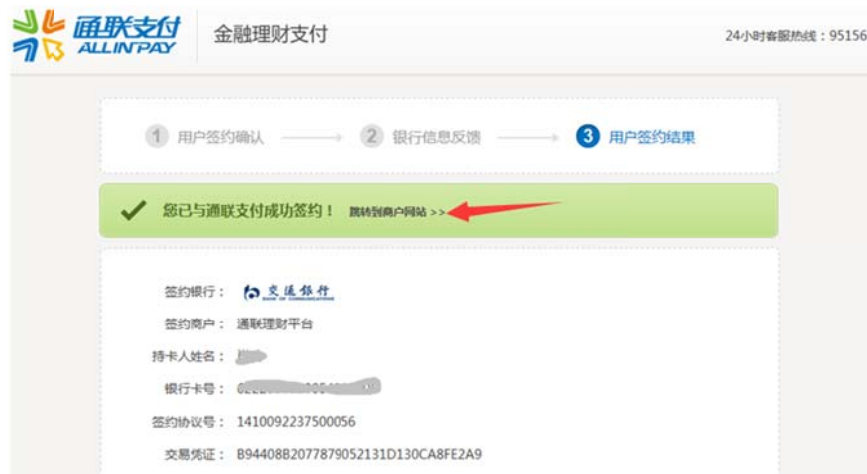 通联支付 金融理财支付 24小时客服热线：95156
ALLINPAY
1 用户签约确认 2 银行信息反馈 3 用户签约结果
您已与通联支付成功签约！ 跳转到商户网站 >>
签约银行： 交通银行
BANK OF COMMUNICATIONS
签约商户： 通联理财平台
持卡人姓名：
银行卡号：
签约协议号： 1410092237500056
交易凭证： B94408B2077879052131D130CA8FE2A9